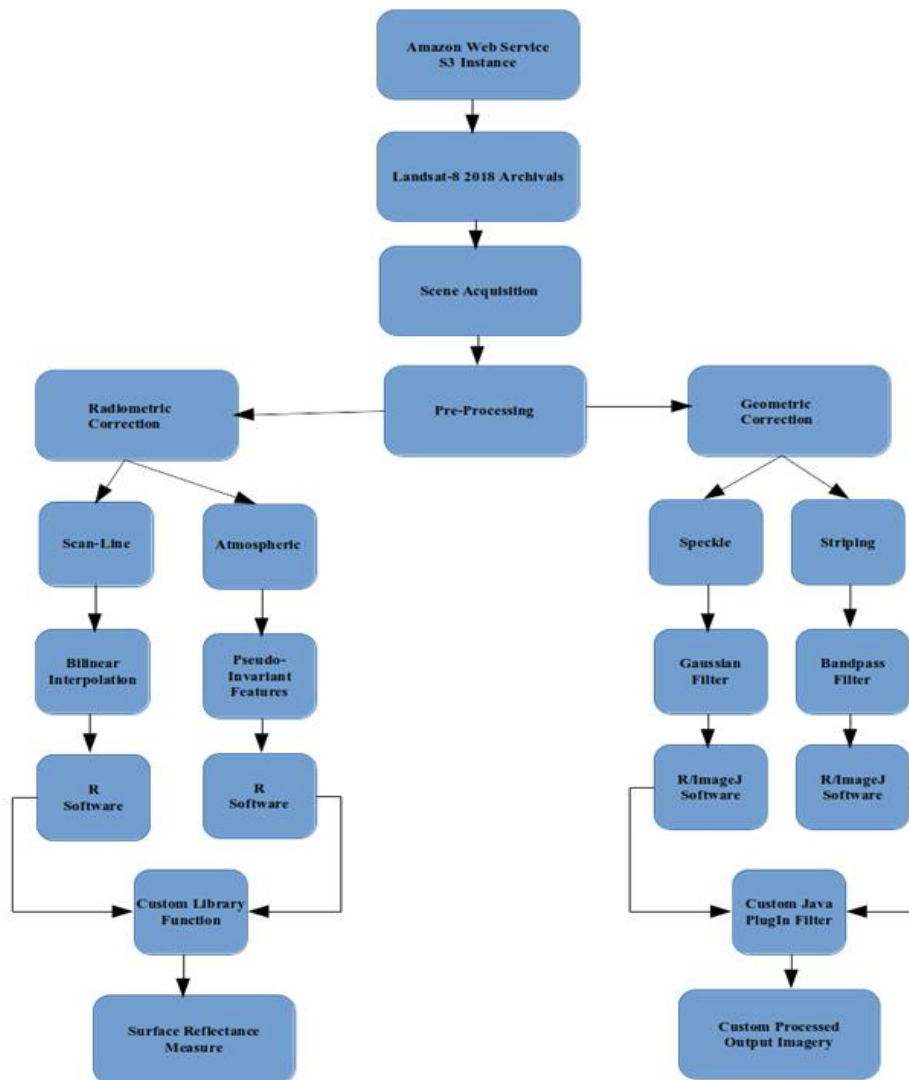 Amazon Web Service
S3 Instance
Landsat-8 2018 Archivals
Scene Acquisition
Pre-Processing
Radiometric
Correction
Geometric
Correction
Scan-Line
Atmospheric
Speckle
Striping
Bilinear
Interpolation
Pseudo-
Invariant
Features
Gaussian
Filter
Bandpass
Filter
R
Software
R
Software
R/ImageJ
Software
R/ImageJ
Software
Custom Library
Function
Custom Java
PlugIn Filter
Surface Reflectance
Measure
Custom Processed
Output Imagery